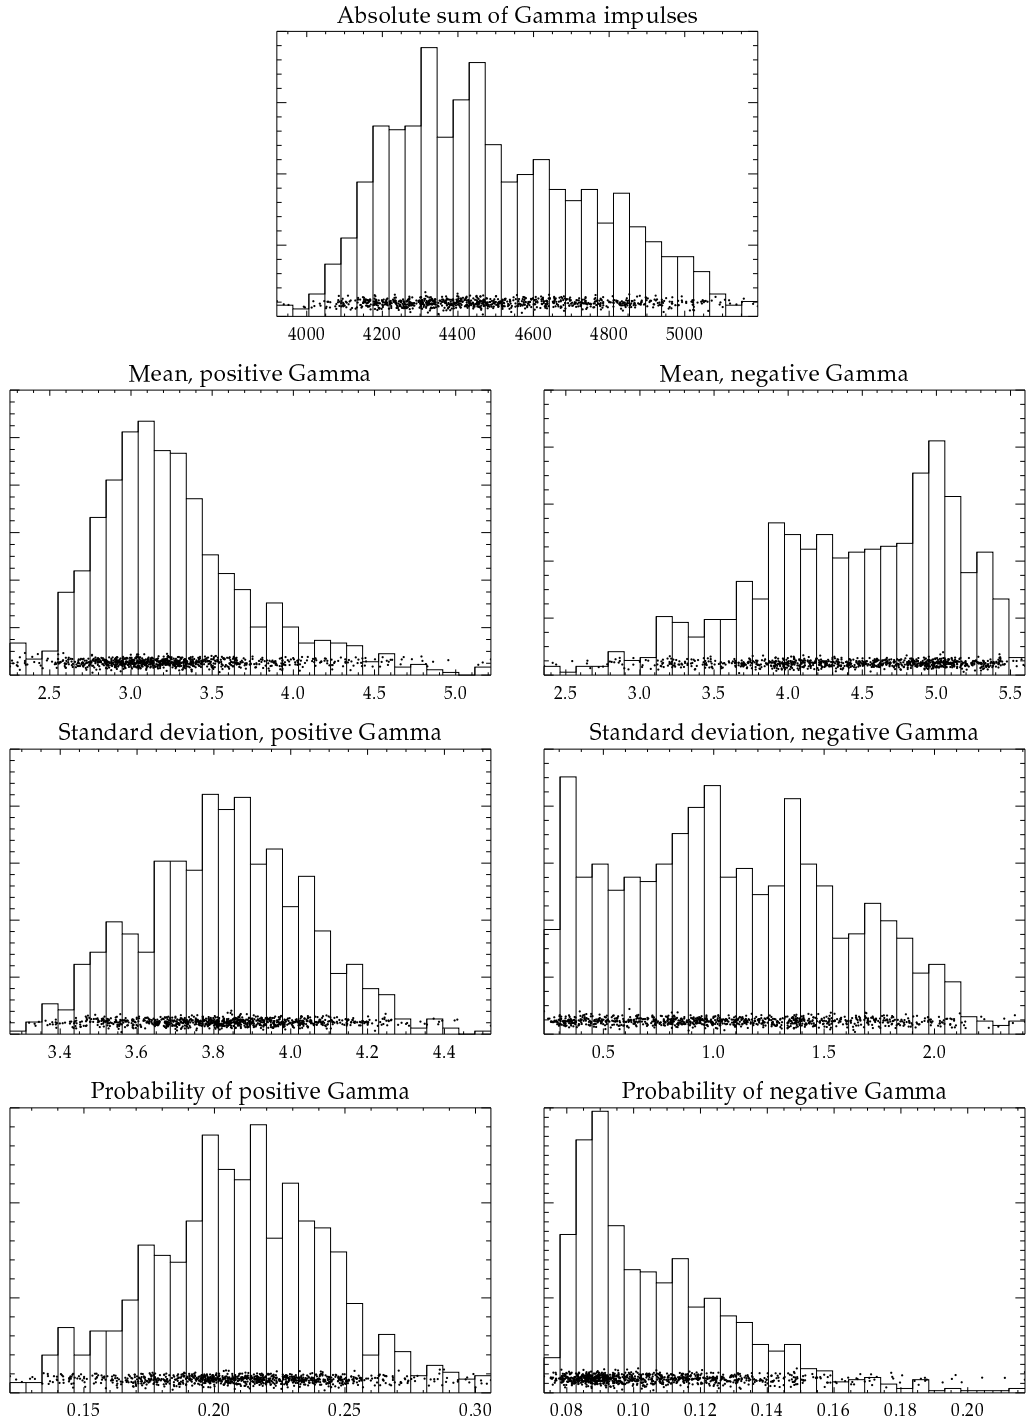 Absolute sum of Gamma impulses
4000 4200 4400 4600 4800 5000
Mean, positive Gamma
2.5 3.0 3.5 4.0 4.5 5.0
Mean, negative Gamma
2.5 3.0 3.5 4.0 4.5 5.0 5.5
Standard deviation, positive Gamma
3.4 3.6 3.8 4.0 4.2 4.4
Standard deviation, negative Gamma
0.5 1.0 1.5 2.0
Probability of positive Gamma
0.15 0.20 0.25 0.30
Probability of negative Gamma
0.08 0.10 0.12 0.14 0.16 0.18 0.20